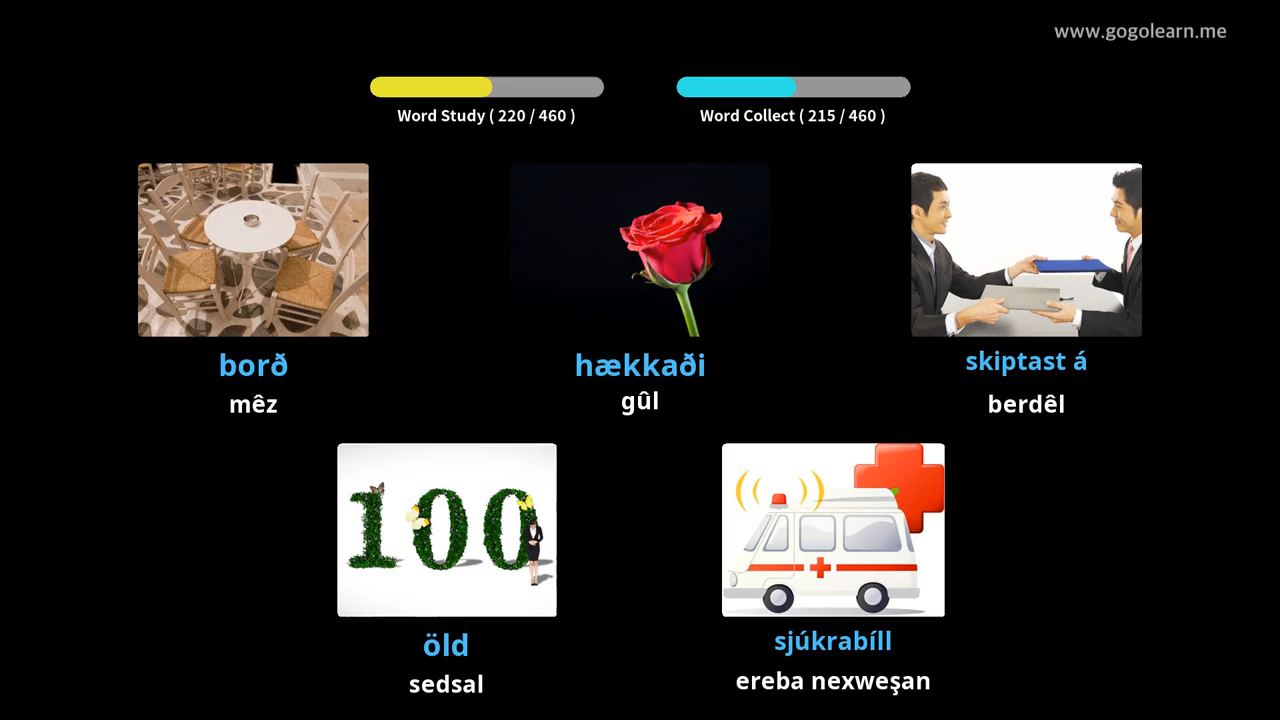 www.gogolearn.me
Word Study ( 220 / 460 )
Word Collect ( 215 / 460 )
borð
hækkaði
skiptast á
mêz
gûl
berdêl
100
öld
sjúkrabíll
sedsal
ereba nexweşan